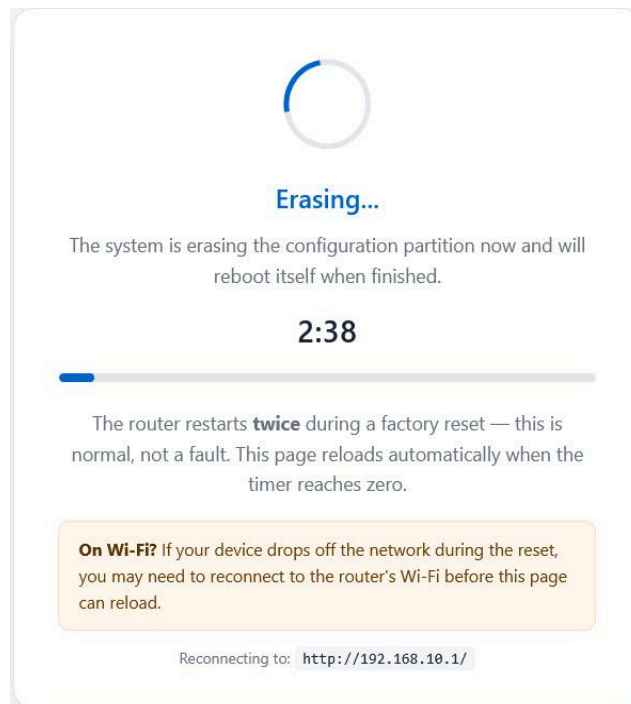 Erasing...
The system is erasing the configuration partition now and will
reboot itself when finished.
2:38
The router restarts twice during a factory reset — this is
normal, not a fault. This page reloads automatically when the
timer reaches zero.
On Wi-Fi? If your device drops off the network during the reset,
you may need to reconnect to the router's Wi-Fi before this page
can reload.
Reconnecting to: http://192.168.10.1/